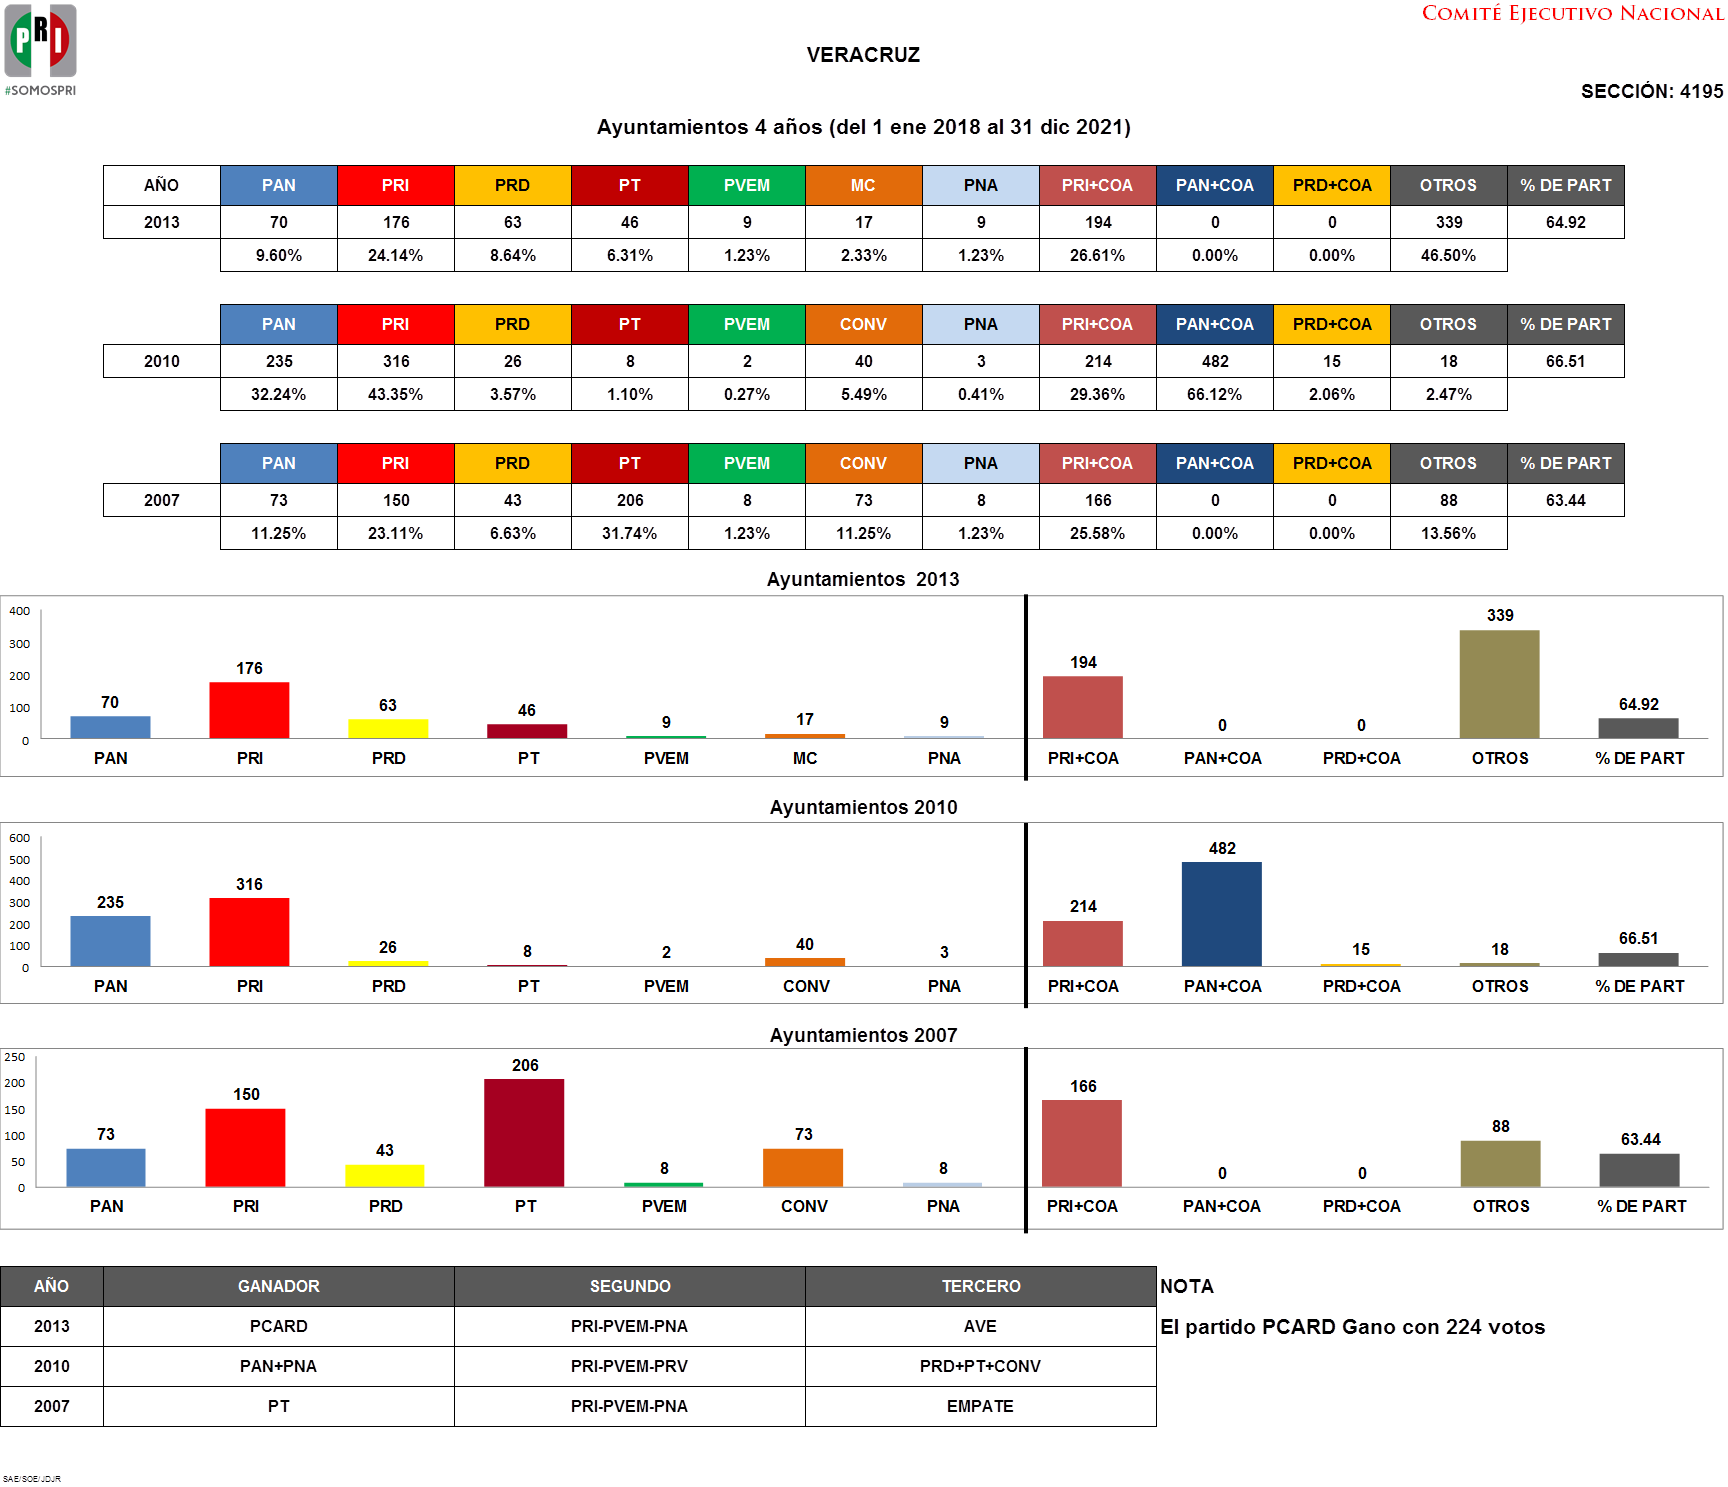 COMITÉ EJECUTIVO NACIONAL
PRI
#SOMOSPRI
VERACRUZ
SECCIÓN: 4195
Ayuntamientos 4 años (del 1 ene 2018 al 31 dic 2021)
AÑO PAN PRI PRD PT PVEM MC PNA PRI+COA PAN+COA PRD+COA OTROS % DE PART
2013 70 176 63 46 9 17 9 194 0 0 339 64.92
9.60% 24.14% 8.64% 6.31% 1.23% 2.33% 1.23% 26.61% 0.00% 0.00% 46.50%
PAN PRI PRD PT PVEM CONV PNA PRI+COA PAN+COA PRD+COA OTROS % DE PART
2010 235 316 26 8 2 40 3 214 482 15 18 66.51
32.24% 43.35% 3.57% 1.10% 0.27% 5.49% 0.41% 29.36% 66.12% 2.06% 2.47%
PAN PRI PRD PT PVEM CONV PNA PRI+COA PAN+COA PRD+COA OTROS % DE PART
2007 73 150 43 206 8 73 8 166 0 0 88 63.44
11.25% 23.11% 6.63% 31.74% 1.23% 11.25% 1.23% 25.58% 0.00% 0.00% 13.56%
Ayuntamientos 2013
400
300
200
100
0
70 176 63 46 9 17 9 194 0 0 339 64.92
PAN PRI PRD PT PVEM MC PNA PRI+COA PAN+COA PRD+COA OTROS % DE PART
Ayuntamientos 2010
600
500
400
300
200
100
0
235 316 26 8 2 40 3 214 482 15 18 66.51
PAN PRI PRD PT PVEM CONV PNA PRI+COA PAN+COA PRD+COA OTROS % DE PART
Ayuntamientos 2007
250
200
150
100
50
0
73 150 43 206 8 73 8 166 0 0 88 63.44
PAN PRI PRD PT PVEM CONV PNA PRI+COA PAN+COA PRD+COA OTROS % DE PART
AÑO GANADOR SEGUNDO TERCERO NOTA
2013 PCARD PRI-PVEM-PNA AVE El partido PCARD Gano con 224 votos
2010 PAN+PNA PRI-PVEM-PRV PRD+PT+CONV
2007 PT PRI-PVEM-PNA EMPATE
SAE/SOE/JDJR